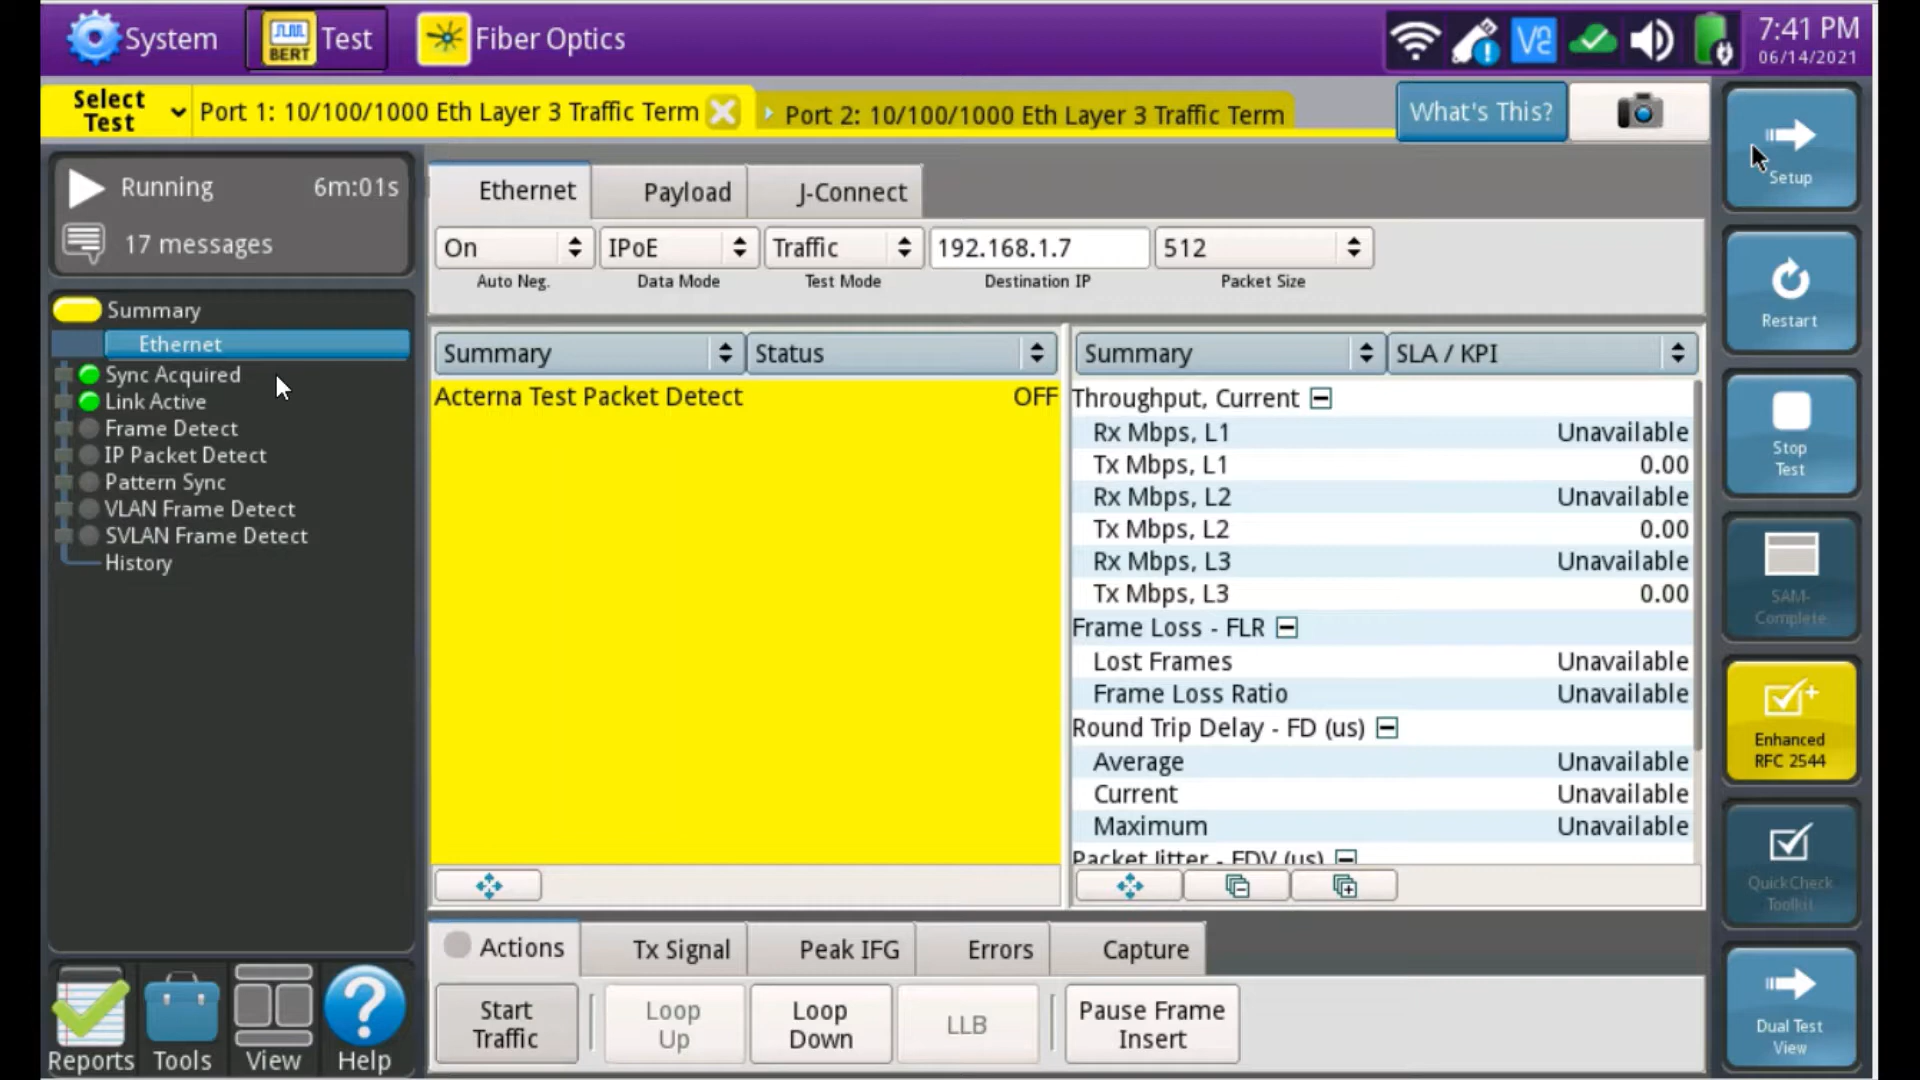 System
BERT
Test
Fiber Optics
7:41 PM
06/14/2021
Select
Test
Port 1: 10/100/1000 Eth Layer 3 Traffic Term
Port 2: 10/100/1000 Eth Layer 3 Traffic Term
What's This?
Setup
Running 6m:01s
17 messages
Ethernet Payload J-Connect
On IPoE Traffic 192.168.1.7 512
Auto Neg. Data Mode Test Mode Destination IP Packet Size
Restart
Summary
Ethernet
Sync Acquired
Link Active
Frame Detect
IP Packet Detect
Pattern Sync
VLAN Frame Detect
SVLAN Frame Detect
History
Summary Status
Acterna Test Packet Detect OFF
Summary SLA / KPI
Throughput, Current
Rx Mbps, L1 Unavailable
Tx Mbps, L1 0.00
Rx Mbps, L2 Unavailable
Tx Mbps, L2 0.00
Rx Mbps, L3 Unavailable
Tx Mbps, L3 0.00
Frame Loss - FLR
Lost Frames Unavailable
Frame Loss Ratio Unavailable
Round Trip Delay - FD (us)
Average Unavailable
Current Unavailable
Maximum Unavailable
Packet Jitter - FDV (us)
Stop
Test
SAM-
Complete
Enhanced
RFC 2544
QuickCheck
Toolkit
Dual Test
View
Actions Tx Signal Peak IFG Errors Capture
Start
Traffic
Loop
Up
Loop
Down
LLB
Pause Frame
Insert
Reports Tools View Help